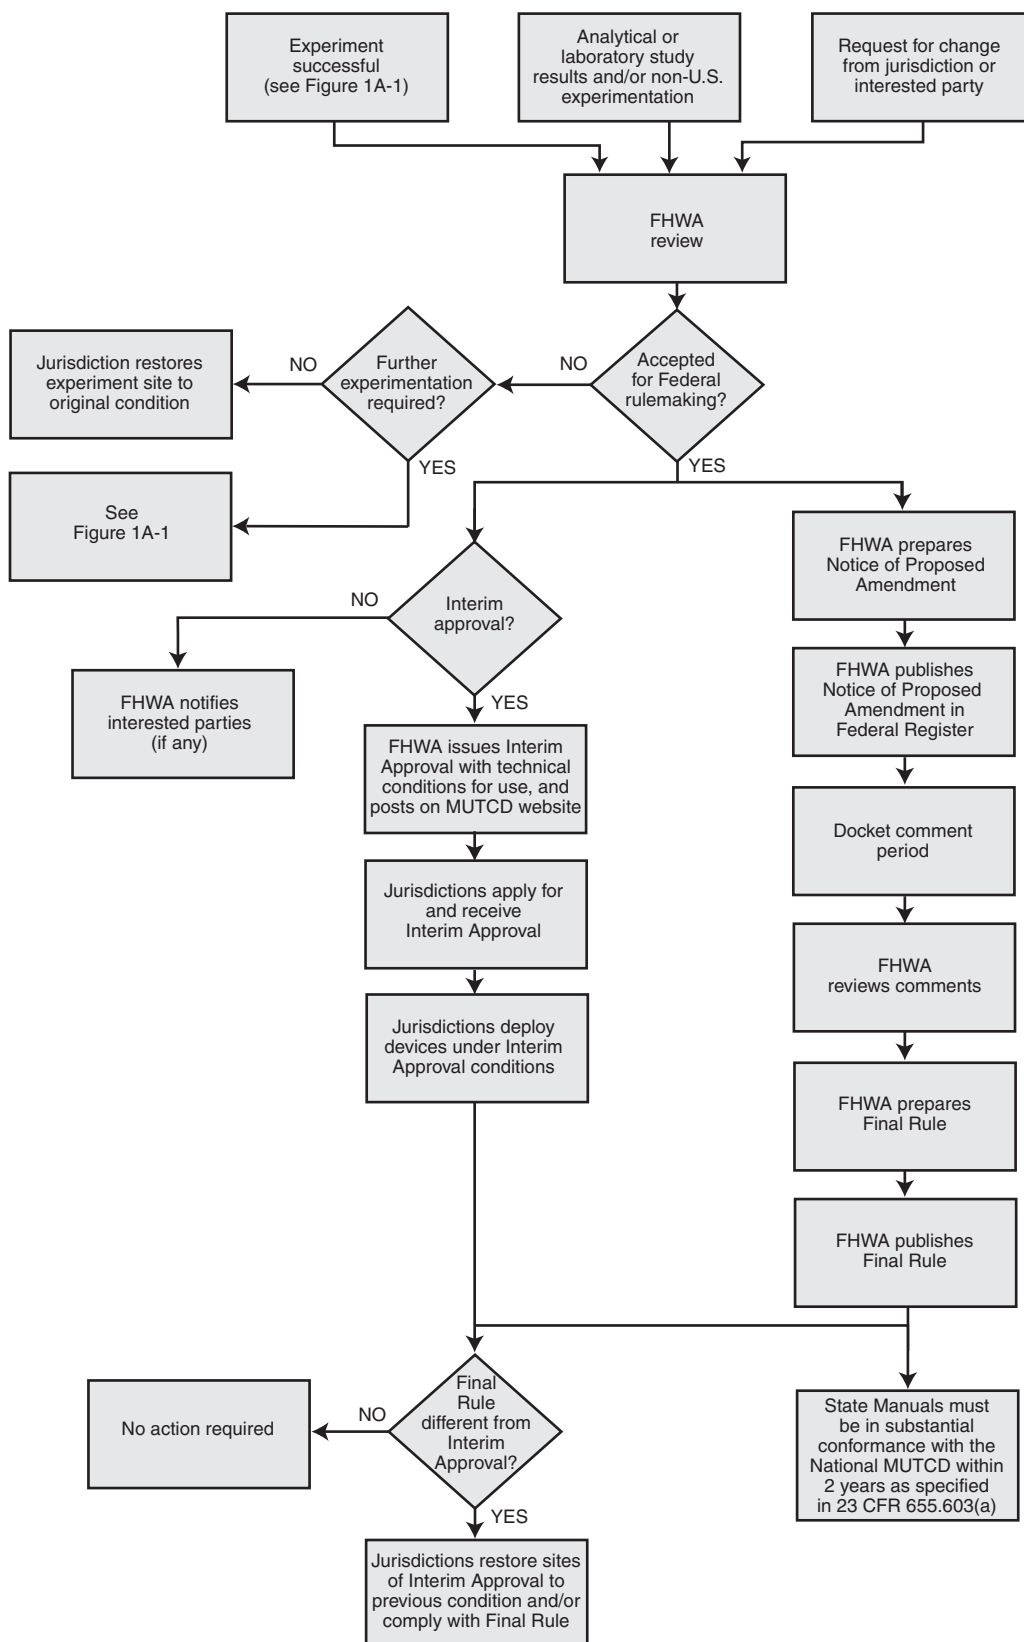 Experiment
successful
(see Figure 1A-1)
Analytical or
laboratory study
results and/or non-U.S.
experimentation
Request for change
from jurisdiction or
interested party
FHWA
review
Jurisdiction restores
experiment site to
original condition
NO
Further
experimentation
required?
NO
Accepted
for Federal
rulemaking?
YES
YES
See
Figure 1A-1
FHWA prepares
Notice of Proposed
Amendment
NO
Interim
approval?
FHWA notifies
interested parties
(if any)
YES
FHWA publishes
Notice of Proposed
Amendment in
Federal Register
FHWA issues Interim
Approval with technical
conditions for use, and
posts on MUTCD website
Docket comment
period
Jurisdictions apply for
and receive
Interim Approval
FHWA
reviews comments
Jurisdictions deploy
devices under Interim
Approval conditions
FHWA prepares
Final Rule
FHWA publishes
Final Rule
No action required
NO
Final
Rule
different from
Interim
Approval?
State Manuals must
be in substantial
conformance with the
National MUTCD within
2 years as specified
in 23 CFR 655.603(a)
YES
Jurisdictions restore sites
of Interim Approval to
previous condition and/or
comply with Final Rule